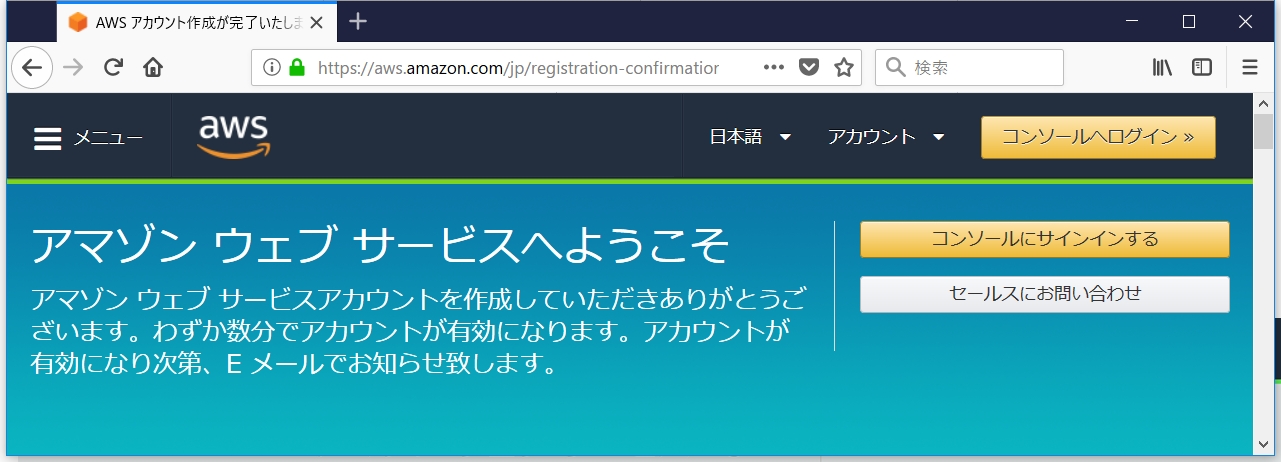 AWS アカウント作成が完了いたしま
https://aws.amazon.com/jp/registration-confirmation
検索
メニュー
aws
日本語
アカウント
コンソールへログイン »
アマゾン ウェブ サービスへようこそ
アマゾン ウェブ サービスアカウントを作成していただきありがとうご
ざいます。わずか数分でアカウントが有効になります。アカウントが
有効になり次第、E メールでお知らせ致します。
コンソールにサインインする
セールスにお問い合わせ